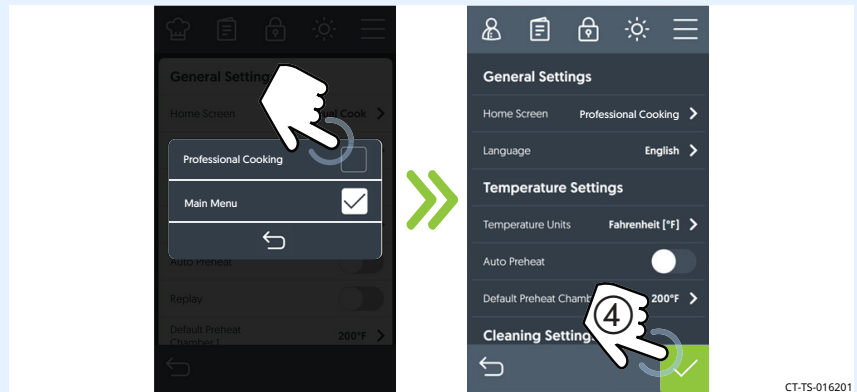 General Settings
Home Screen
Cook
Professional Cooking
Main Menu
Auto Preheat
Replay
Default Preheat
Chamber 1
200°F
General Settings
Home Screen Professional Cooking
Language English
Temperature Settings
Temperature Units Fahrenheit [°F]
Auto Preheat
Default Preheat 200°F
4
Cleaning Settings
CT-TS-016201